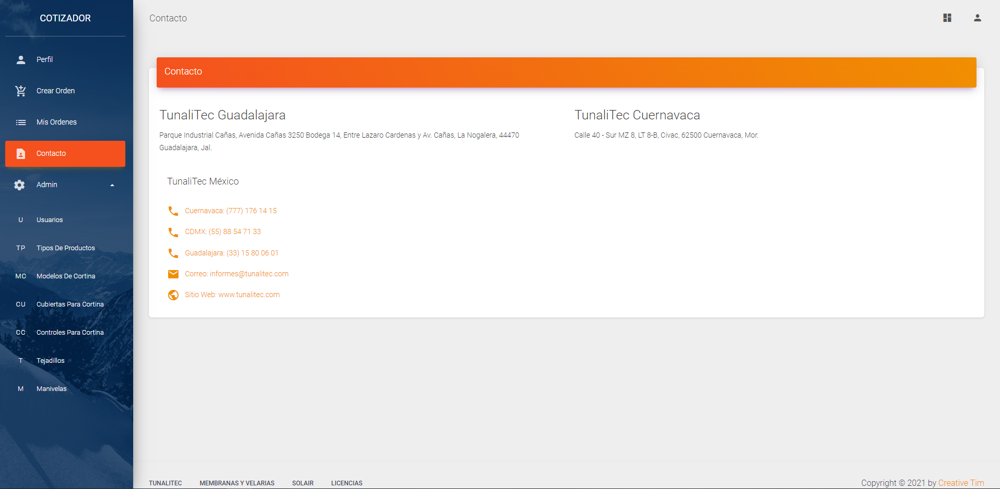 COTIZADOR
Perfil
Crear Orden
Mis Ordenes
Contacto
Admin
U Usuarios
TP Tipos De Productos
MC Modelos De Cortina
CU Cubiertas Para Cortina
CC Controles Para Cortina
T Tejadillos
M Manivelas
Contacto
Contacto
TunaliTec Guadalajara
Parque Industrial Cañas, Avenida Cañas 3250 Bodega 14, Entre Lazaro Cardenas y Av. Cañas, La Nogalera, 44470
Guadalajara, Jal.
TunaliTec Cuernavaca
Calle 40 - Sur MZ 8, LT 8-B, Civac, 62500 Cuernavaca, Mor.
TunaliTec México
Cuernavaca: (777) 176 14 15
CDMX: (55) 88 54 71 33
Guadalajara: (33) 15 80 06 01
Correo: informes@tunalitec.com
Sitio Web: www.tunalitec.com
TUNALITEC MEMBRANAS Y VELARIAS SOLAIR LICENCIAS
Copyright © 2021 by Creative Tim